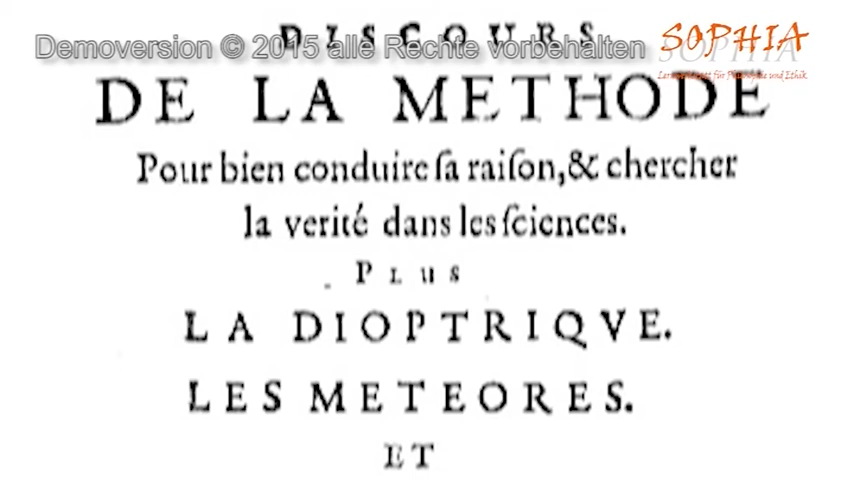 DISCOURS
Demoversion © 2015 alle Rechte vorbehalten
SOPHIA
DE LA METHODE
Pour bien conduire ſa raiſon, & chercher
la verité dans les ſciences.
PLUS
LA DIOPTRIQVE.
LES METEORES.
ET